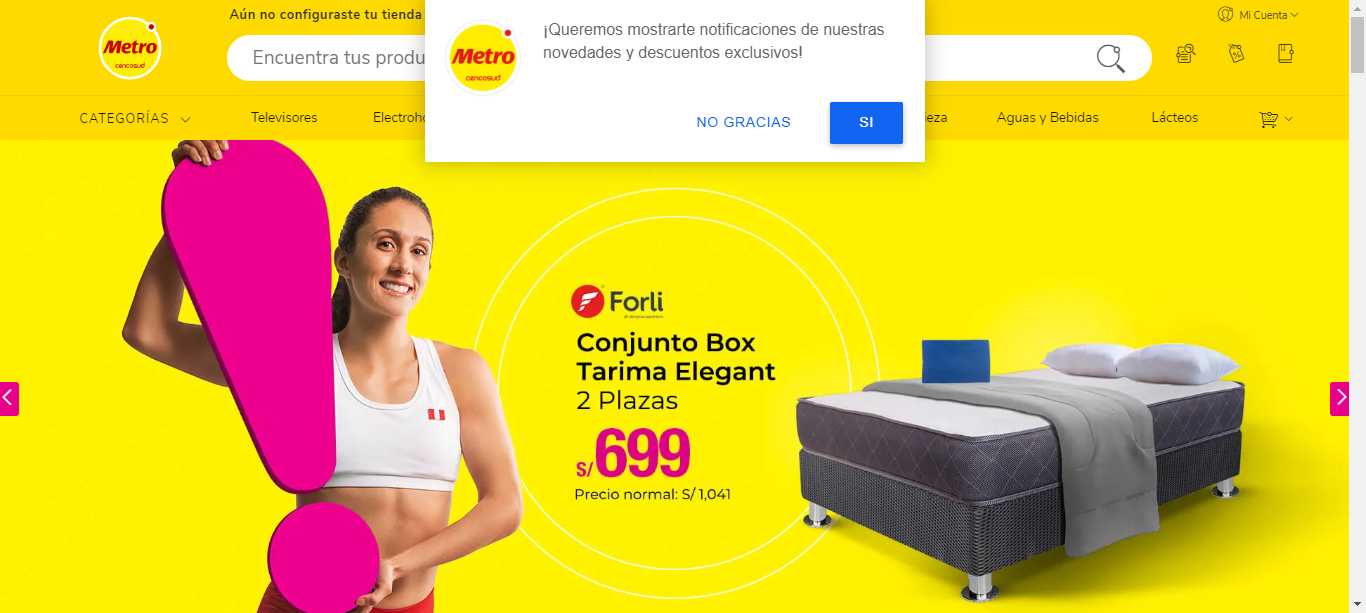 Aún no configuraste tu tienda
Mi Cuenta
Metro
cencosud
Encuentra tus produ
Metro
cencosud
¡Queremos mostrarte notificaciones de nuestras
novedades y descuentos exclusivos!
NO GRACIAS
SI
CATEGORÍAS
Televisores
Electroho
ieza
Aguas y Bebidas
Lácteos
Forli
Conjunto Box
Tarima Elegant
2 Plazas
S/699
Precio normal: S/ 1,041